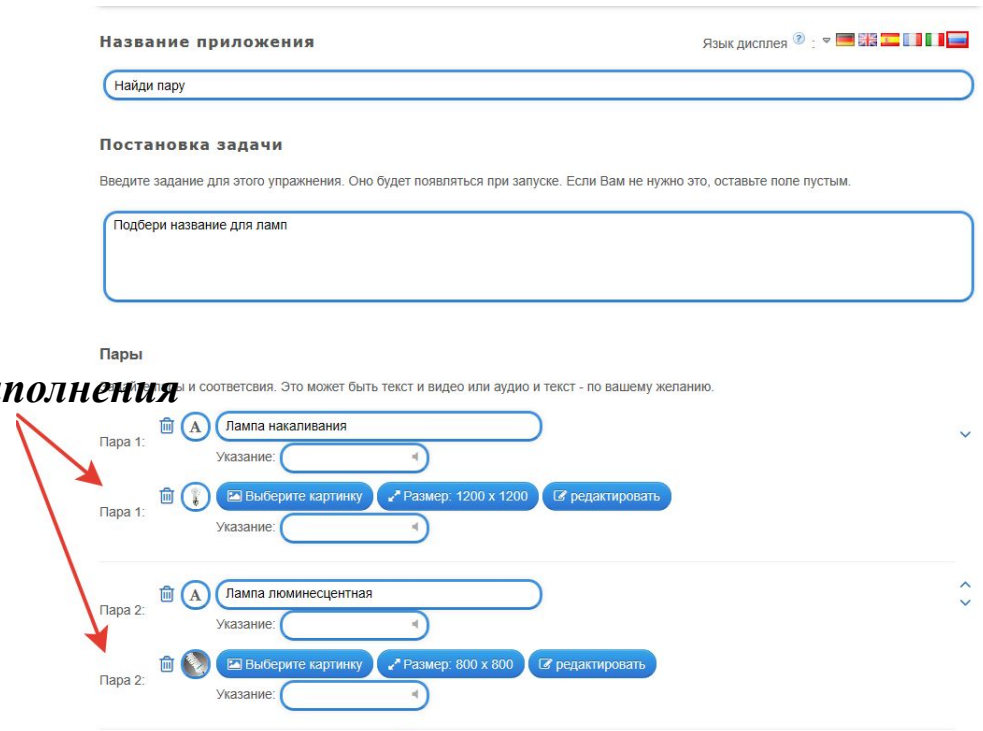 Название приложения
Язык дисплея ? :
Найди пару
Постановка задачи
Введите задание для этого упражнения. Оно будет появляться при запуске. Если Вам не нужно это, оставьте поле пустым.
Подбери название для ламп
Пары
и соответсвия. Это может быть текст и видео или аудио и текст - по вашему желанию.
полнения
Пара 1: A Лампа накаливания
Указание:
Пара 1: Выберите картинку Размер: 1200 x 1200 редактировать
Указание:
Пара 2: A Лампа люминесцентная
Указание:
Пара 2: Выберите картинку Размер: 800 x 800 редактировать
Указание: